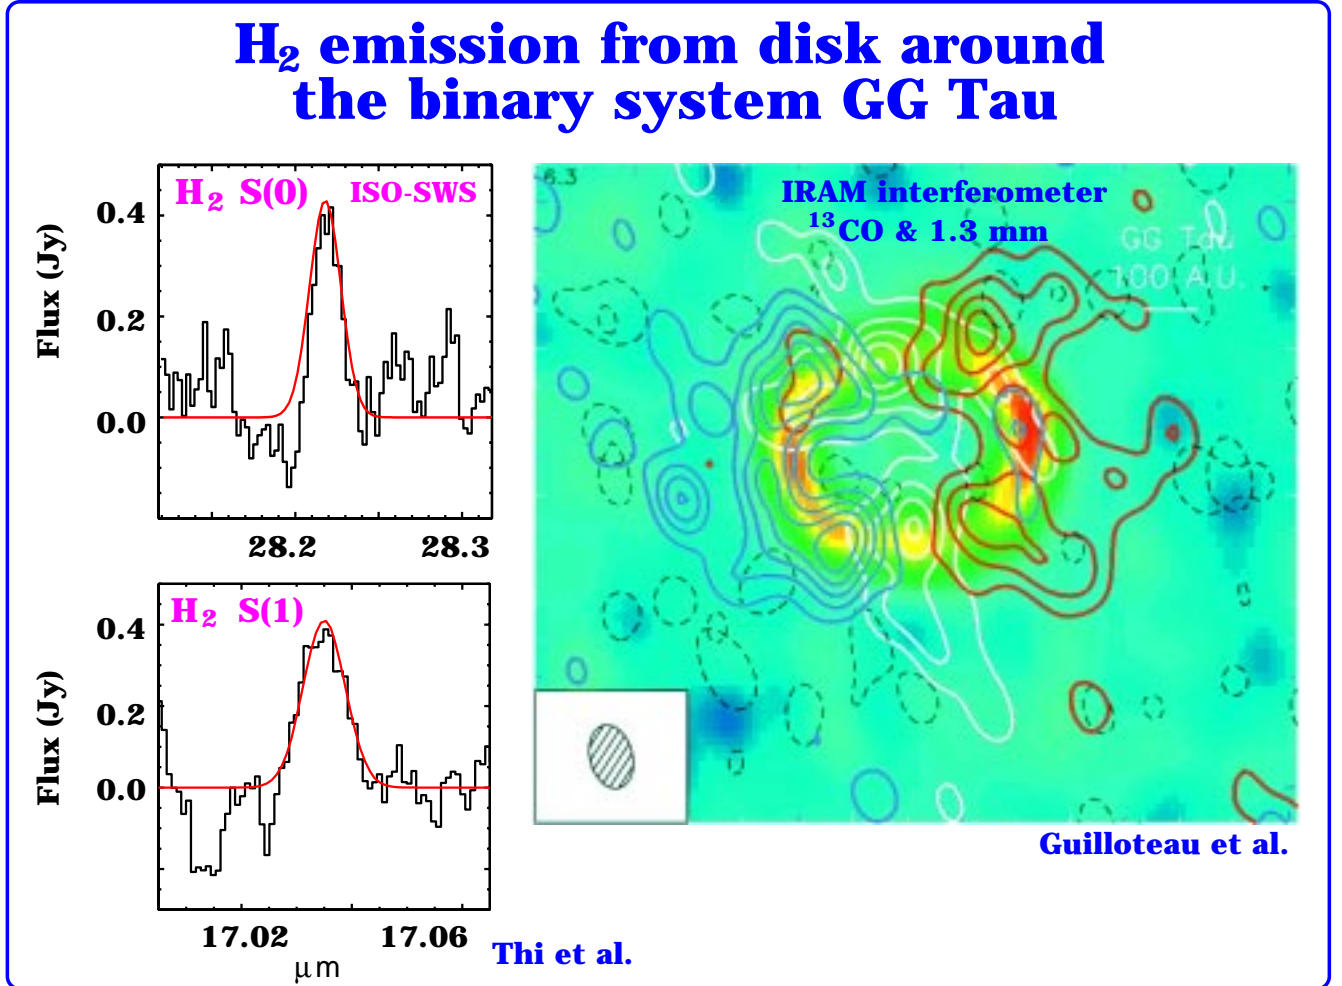 H₂ emission from disk around
the binary system GG Tau
H₂ S(0) ISO-SWS
Flux (Jy)
0.4
0.2
0.0
28.2 28.3
H₂ S(1)
Flux (Jy)
0.4
0.2
0.0
17.02 17.06
μm
Thi et al.
6.3
IRAM interferometer
¹³CO & 1.3 mm
GG Tau
100 A.U.
Guilloteau et al.